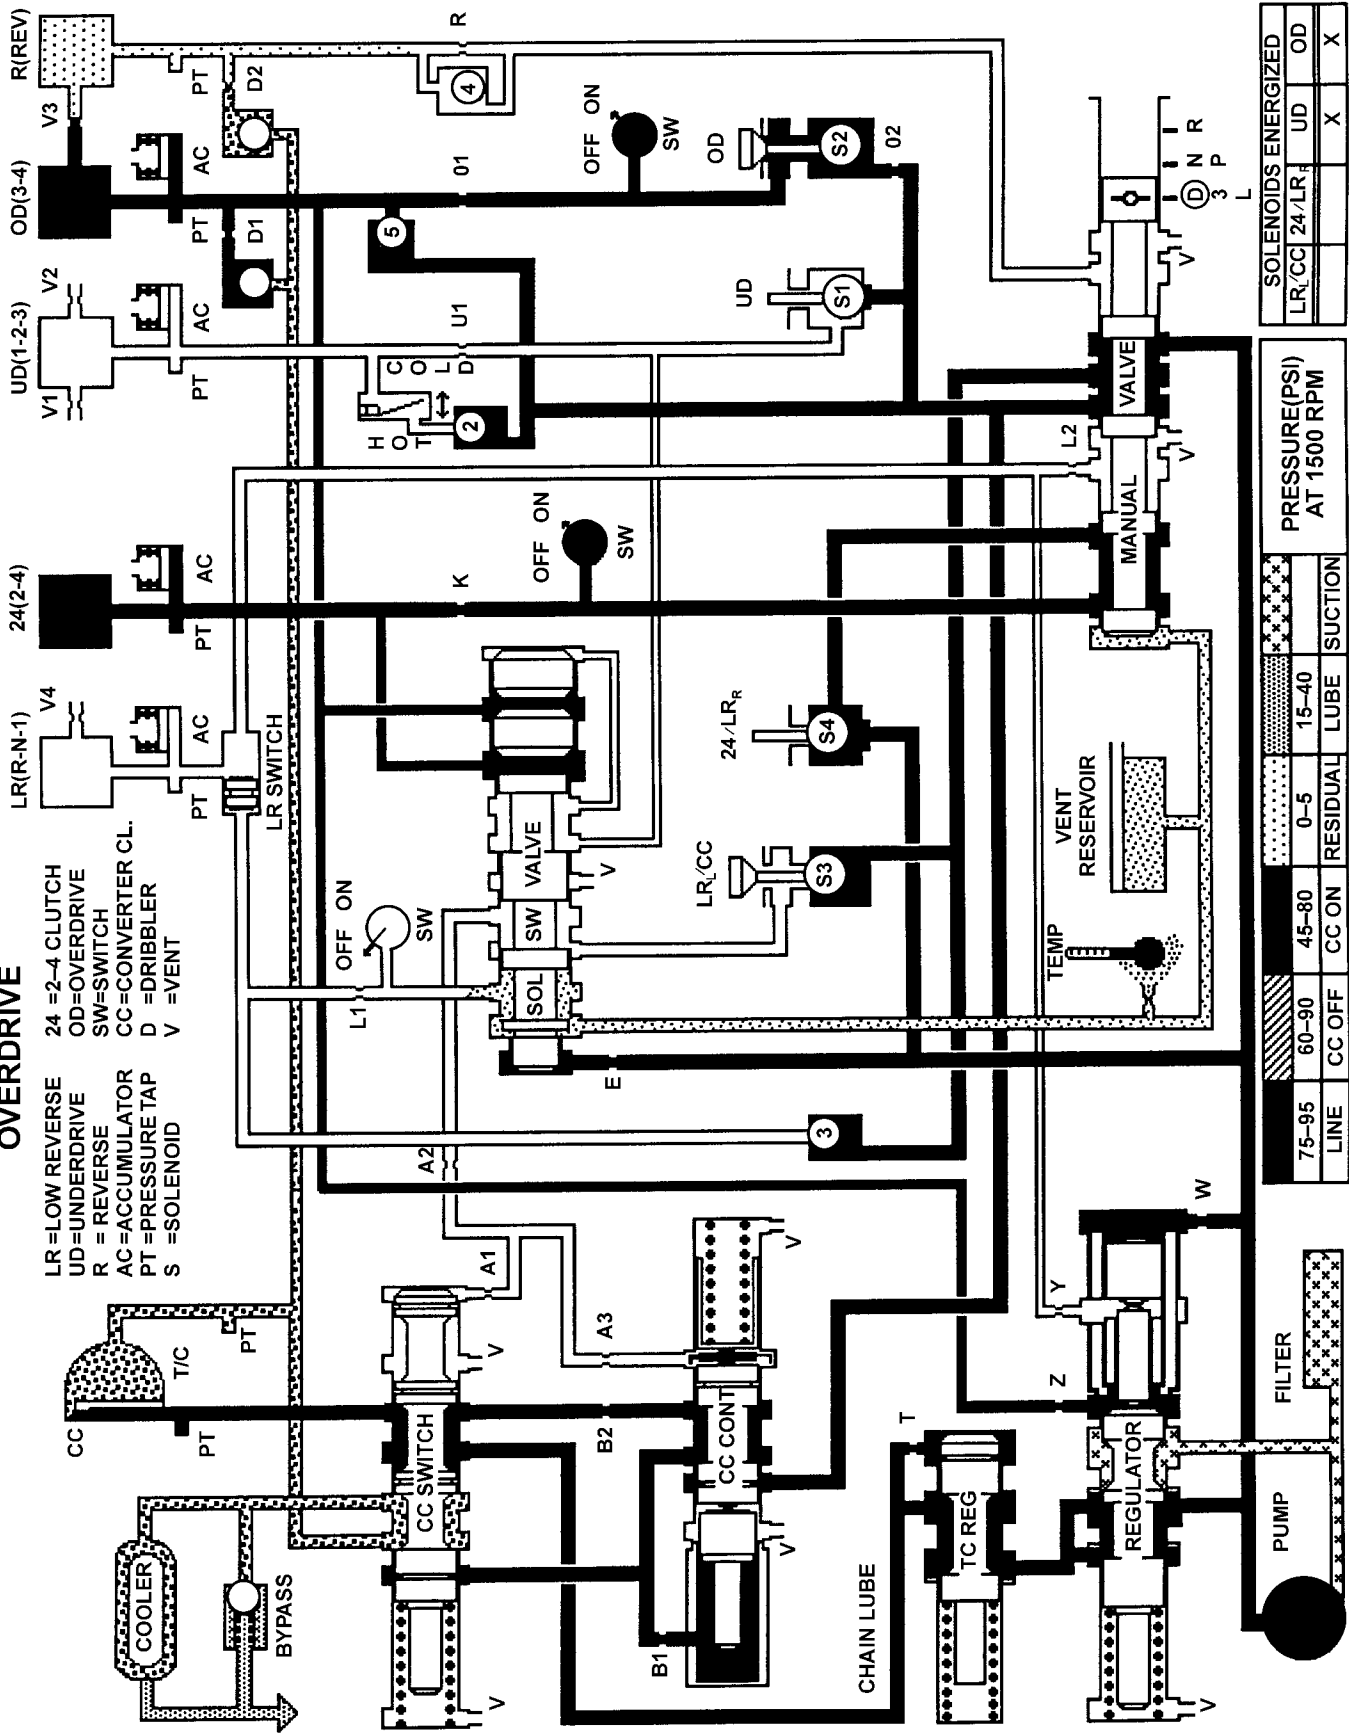 OVERDRIVE
LR =LOW REVERSE
UD=UNDERDRIVE
R = REVERSE
AC=ACCUMULATOR
PT =PRESSURE TAP
S =SOLENOID
24 =2–4 CLUTCH
OD=OVERDRIVE
SW=SWITCH
CC =CONVERTER CL.
D =DRIBBLER
V =VENT
LR(R-N-1)
24(2-4)
UD(1-2-3)
OD(3-4)
R(REV)
V4
V1
V2
V3
PT
AC
PT
AC
PT
AC
PT
AC
PT
D1
D2
LR SWITCH
COOLER
BYPASS
CC
T/C
PT
PT
OFF ON
SW
L1
HOT
COLD
2
U1
5
01
4
R
K
OFF ON
SW
OFF ON
SW
CC SWITCH
V
V
A1
A2
A3
B2
B1
CC CONT
V
V
SOL SW VALVE
V
E
3
LR L/CC
S3
24/LR R
S4
UD
S1
OD
S2
02
CHAIN LUBE
T
TC REG
Z
Y
W
REGULATOR
V
TEMP
VENT
RESERVOIR
MANUAL VALVE
L2
V
V
D N R
3 P
L
PUMP
FILTER
75–95
60–90
45–80
0–5
15–40
PRESSURE(PSI)
AT 1500 RPM
LINE
CC OFF
CC ON
RESIDUAL
LUBE
SUCTION
SOLENOIDS ENERGIZED
LR L/CC
24/LR R
UD
OD
X
X